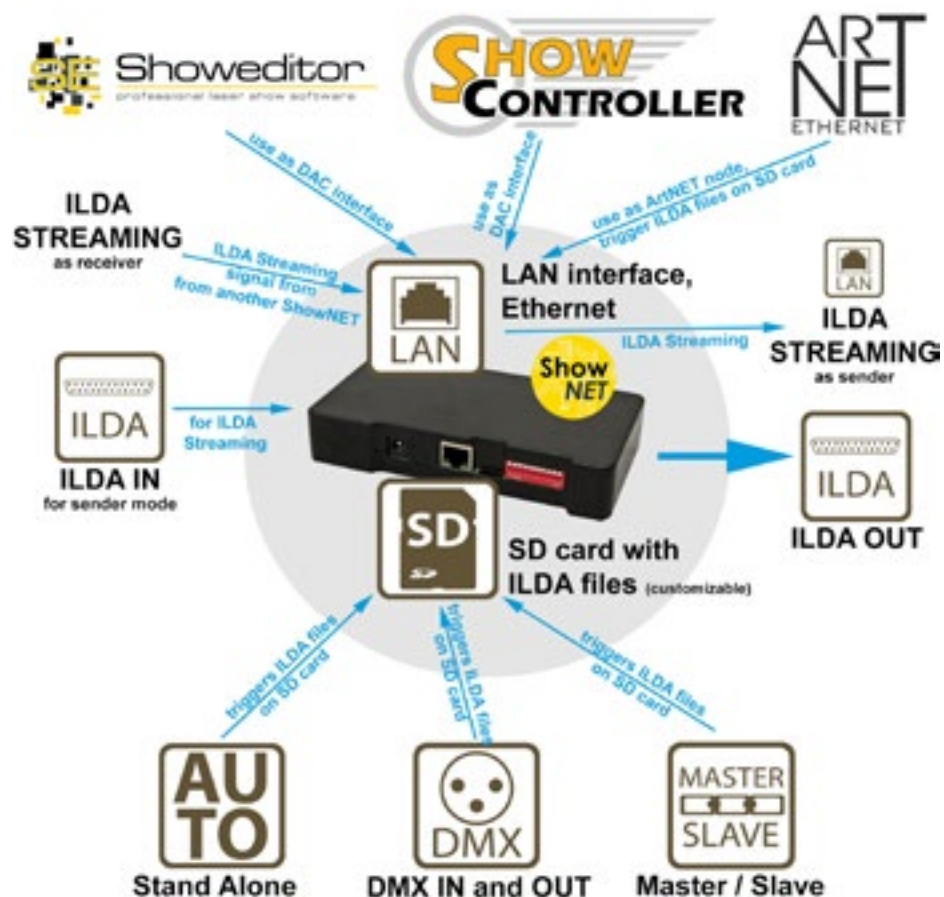 SE Showeditor
professional laser show software
SHOW
CONTROLLER
ART
NET
ETHERNET
use as DAC interface
use as
DAC interface
use as ArtNET node,
trigger ILDA files on SD card
ILDA
STREAMING
as receiver
ILDA Streaming
signal from
from another ShowNET
LAN
LAN interface,
Ethernet
ILDA Streaming
LAN
ILDA
STREAMING
as sender
Show
NET
ILDA
ILDA IN
for sender mode
for ILDA
Streaming
ILDA
ILDA OUT
SD
SD card with
ILDA files (customizable)
triggers ILDA files
on SD card
triggers ILDA files
on SD card
triggers ILDA files
on SD card
AU
TO
Stand Alone
DMX
DMX IN and OUT
MASTER
SLAVE
Master / Slave